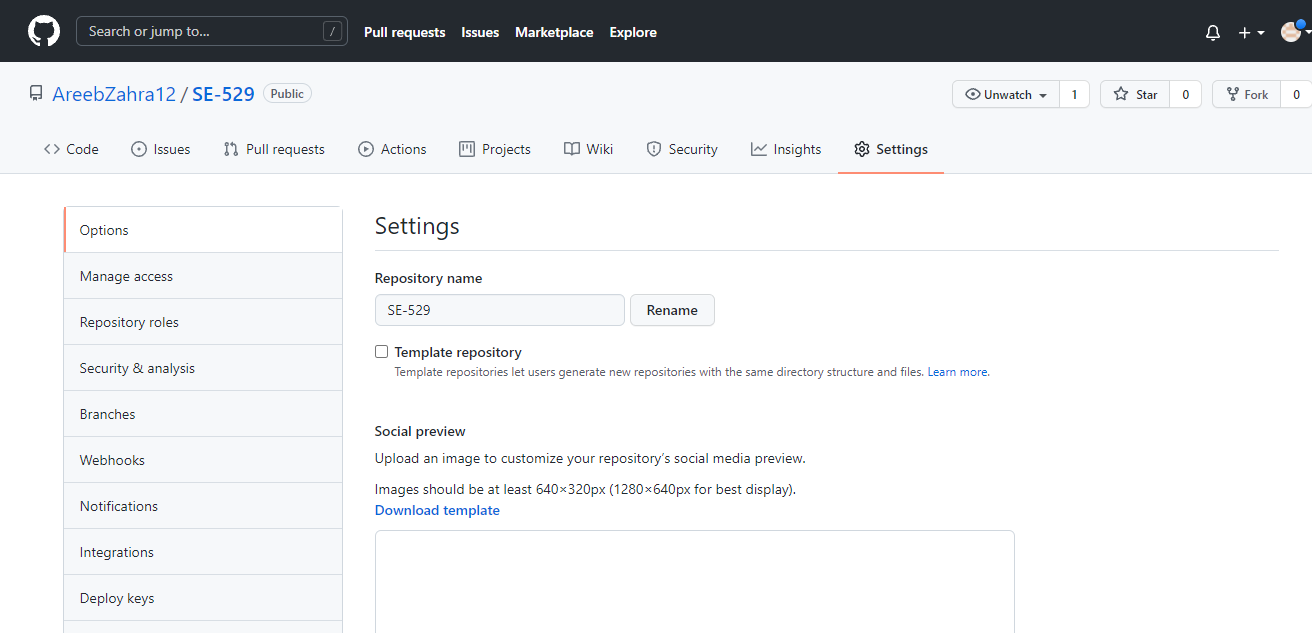 Search or jump to... / Pull requests Issues Marketplace Explore
AreebZahra12 / SE-529 Public Unwatch 1 Star 0 Fork 0
Code Issues Pull requests Actions Projects Wiki Security Insights Settings
Options
Manage access
Repository roles
Security & analysis
Branches
Webhooks
Notifications
Integrations
Deploy keys
Settings
Repository name
SE-529 Rename
Template repository
Template repositories let users generate new repositories with the same directory structure and files. Learn more.
Social preview
Upload an image to customize your repository’s social media preview.
Images should be at least 640×320px (1280×640px for best display).
Download template